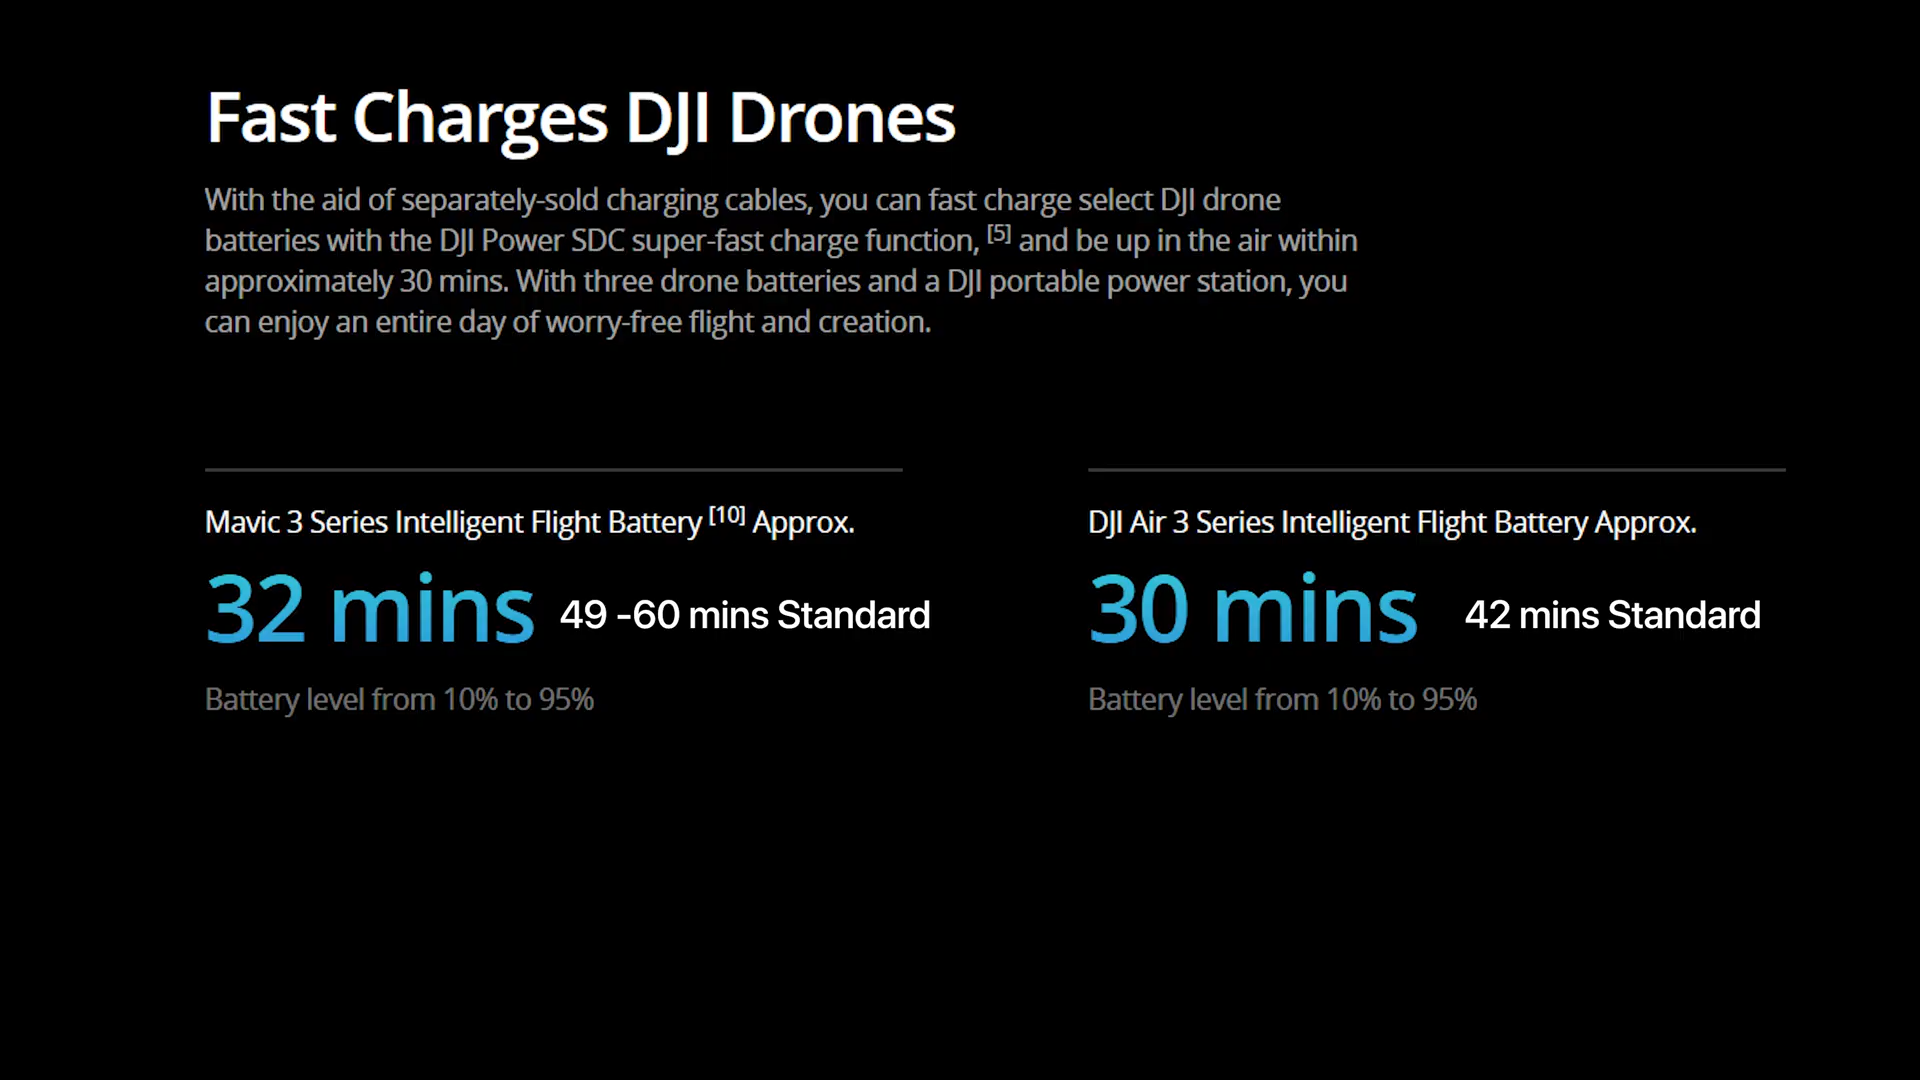 Fast Charges DJI Drones
With the aid of separately-sold charging cables, you can fast charge select DJI drone
batteries with the DJI Power SDC super-fast charge function, [5] and be up in the air within
approximately 30 mins. With three drone batteries and a DJI portable power station, you
can enjoy an entire day of worry-free flight and creation.
Mavic 3 Series Intelligent Flight Battery [10] Approx.
32 mins 49 -60 mins Standard
Battery level from 10% to 95%
DJI Air 3 Series Intelligent Flight Battery Approx.
30 mins 42 mins Standard
Battery level from 10% to 95%